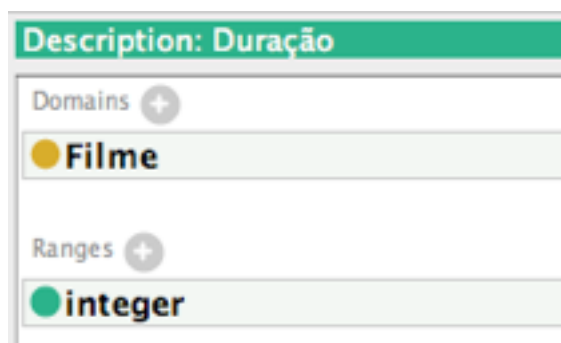 Description: Duração
Domains
Filme
Ranges
integer